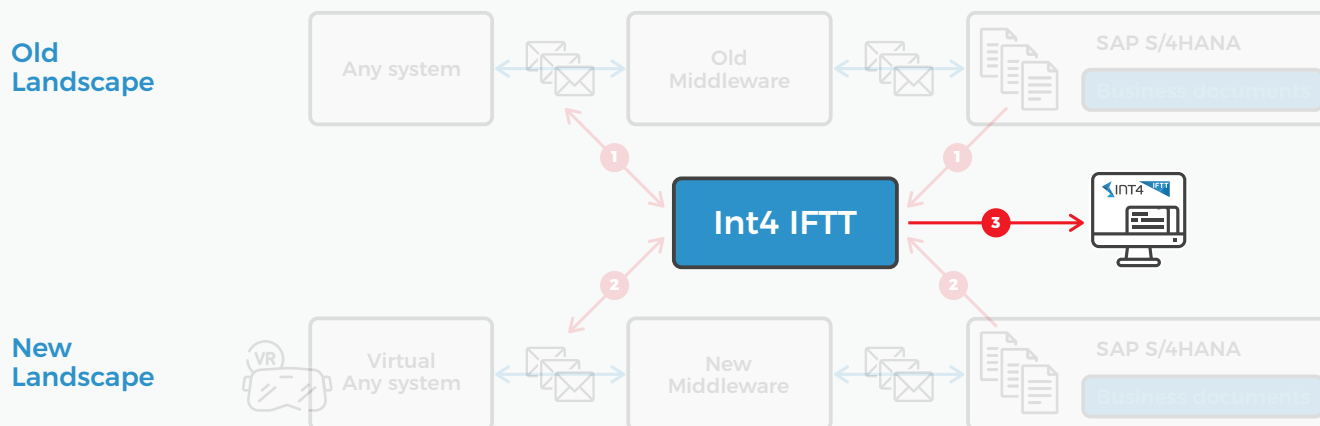 Old
Landscape
Any system
Old
Middleware
SAP S/4HANA
Business documents
1
1
Int4 IFTT
3
INT4 IFTT
2
2
New
Landscape
VR
Virtual
Any system
New
Middleware
SAP S/4HANA
Business documents